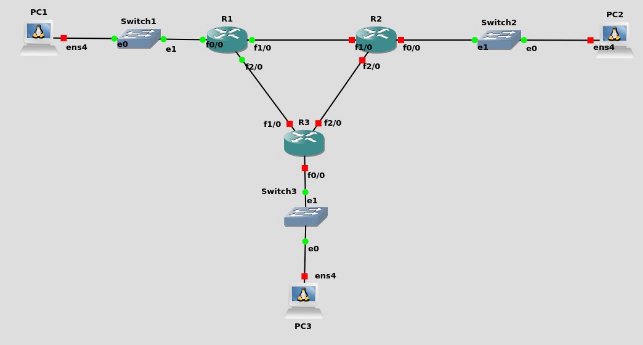 PC1
Switch1
R1
R2
Switch2
PC2
ens4
e0
e1
f0/0
f1/0
f1/0
f0/0
e1
e0
ens4
f2/0
f2/0
f1/0
R3
f2/0
f0/0
Switch3
e1
e0
ens4
PC3